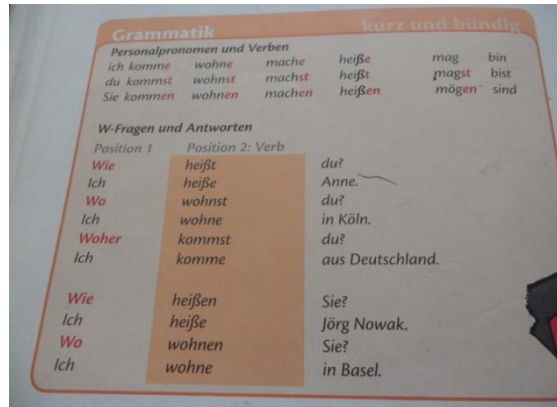 Grammatik kurz und bündig
Personalpronomen und Verben
ich komme wohne mache heiße mag bin
du kommst wohnst machst heißt magst bist
Sie kommen wohnen machen heißen mögen sind
W-Fragen und Antworten
Position 1 Position 2: Verb
Wie heißt du?
Ich heiße Anne.
Wo wohnst du?
Ich wohne in Köln.
Woher kommst du?
Ich komme aus Deutschland.
Wie heißen Sie?
Ich heiße Jörg Nowak.
Wo wohnen Sie?
Ich wohne in Basel.